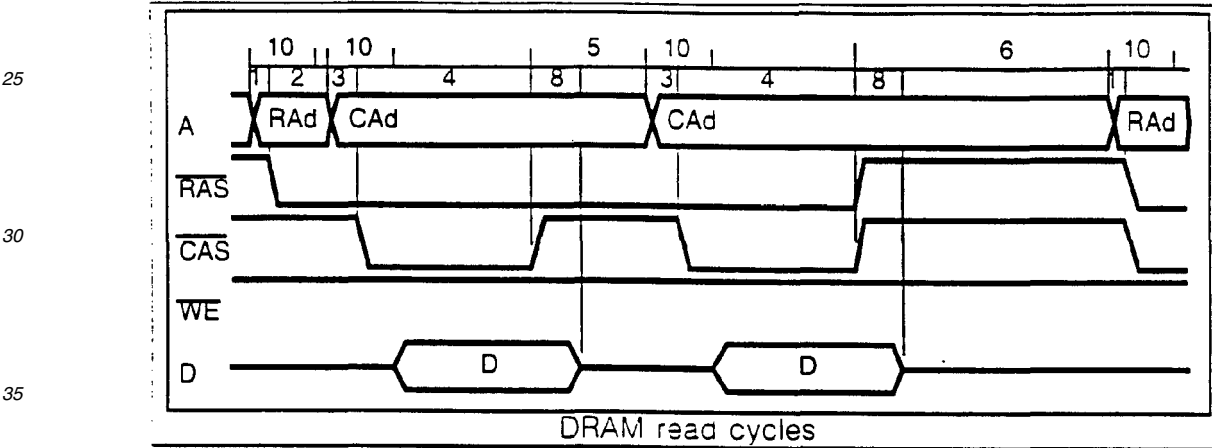 10 10 5 10 6 10
25
1 2 3 4 8 3 4 8 1
A RAd CAd CAd RAd
RAS
30
CAS
WE
D D D
35
DRAM read cycles